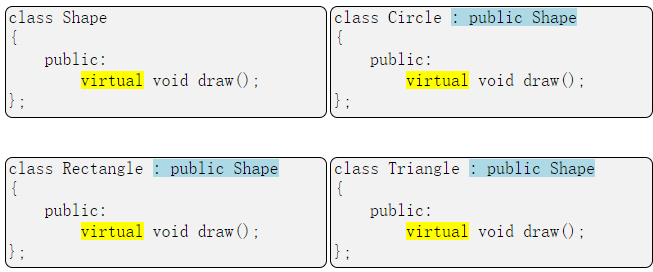 class Shape
{
    public:
        virtual void draw();
};
class Circle : public Shape
{
    public:
        virtual void draw();
};
class Rectangle : public Shape
{
    public:
        virtual void draw();
};
class Triangle : public Shape
{
    public:
        virtual void draw();
};